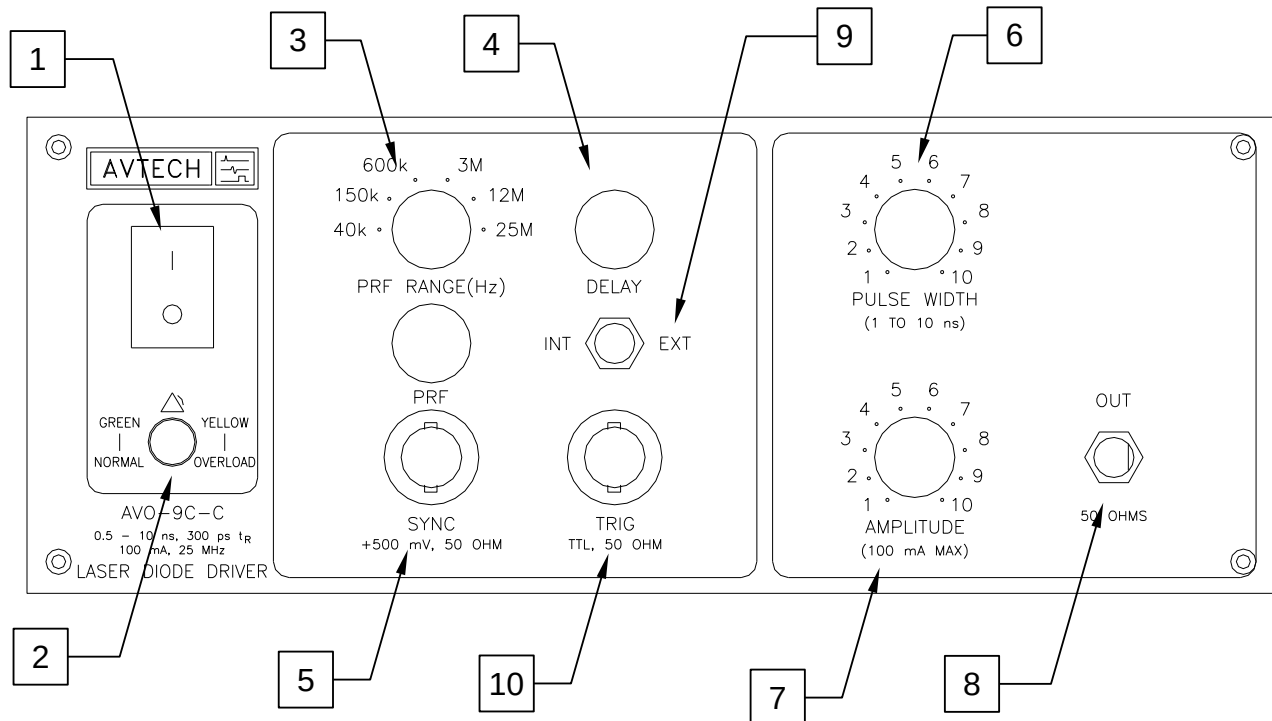 1
3
4
9
6
AVTECH
I
O
GREEN
YELLOW
NORMAL
OVERLOAD
AVO-9C-C
0.5 - 10 ns, 300 ps tR
100 mA, 25 MHz
LASER DIODE DRIVER
40k
150k
600k
3M
12M
25M
PRF RANGE(Hz)
DELAY
INT
EXT
PRF
SYNC
+500 mV, 50 OHM
TRIG
TTL, 50 OHM
1
2
3
4
5
6
7
8
9
10
PULSE WIDTH
(1 TO 10 ns)
1
2
3
4
5
6
7
8
9
10
AMPLITUDE
(100 mA MAX)
OUT
50 OHMS
2
5
10
7
8